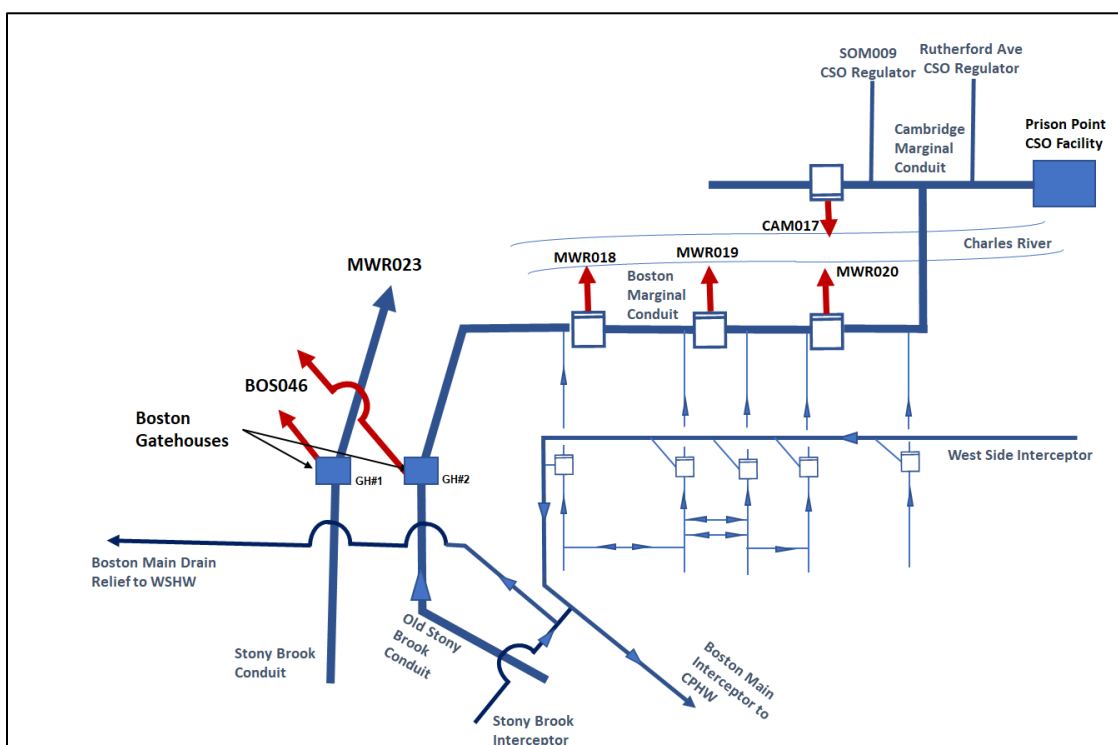 SOM009
CSO Regulator
Rutherford Ave
CSO Regulator
Cambridge
Marginal
Conduit
Prison Point
CSO Facility
CAM017
Charles River
MWR023
MWR018
MWR019
MWR020
Boston
Marginal
Conduit
BOS046
Boston
Gatehouses
GH#1
GH#2
West Side Interceptor
Boston Main Drain
Relief to WSHW
Old Stony
Brook
Conduit
Stony Brook
Conduit
Boston Main
Interceptor to
CPHW
Stony Brook
Interceptor